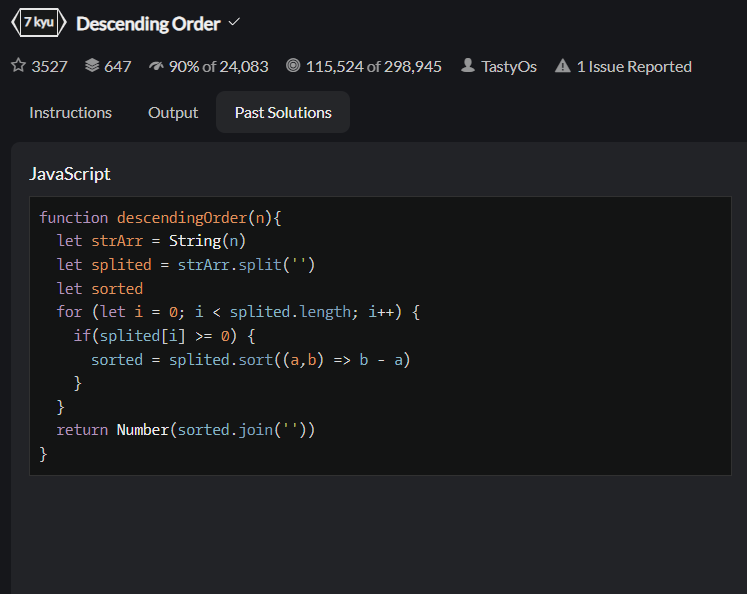 7 kyu Descending Order
3527 647 90% of 24,083 115,524 of 298,945 TastyOs 1 Issue Reported
Instructions Output Past Solutions
JavaScript
function descendingOrder(n){
  let strArr = String(n)
  let splited = strArr.split('')
  let sorted
  for (let i = 0; i < splited.length; i++) {
    if(splited[i] >= 0) {
      sorted = splited.sort((a,b) => b - a)
    }
  }
  return Number(sorted.join(''))
}